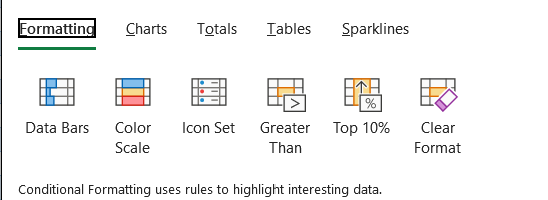 Formatting Charts Totals Tables Sparklines
%
Data Bars Color Scale Icon Set Greater Than Top 10% Clear Format
Conditional Formatting uses rules to highlight interesting data.